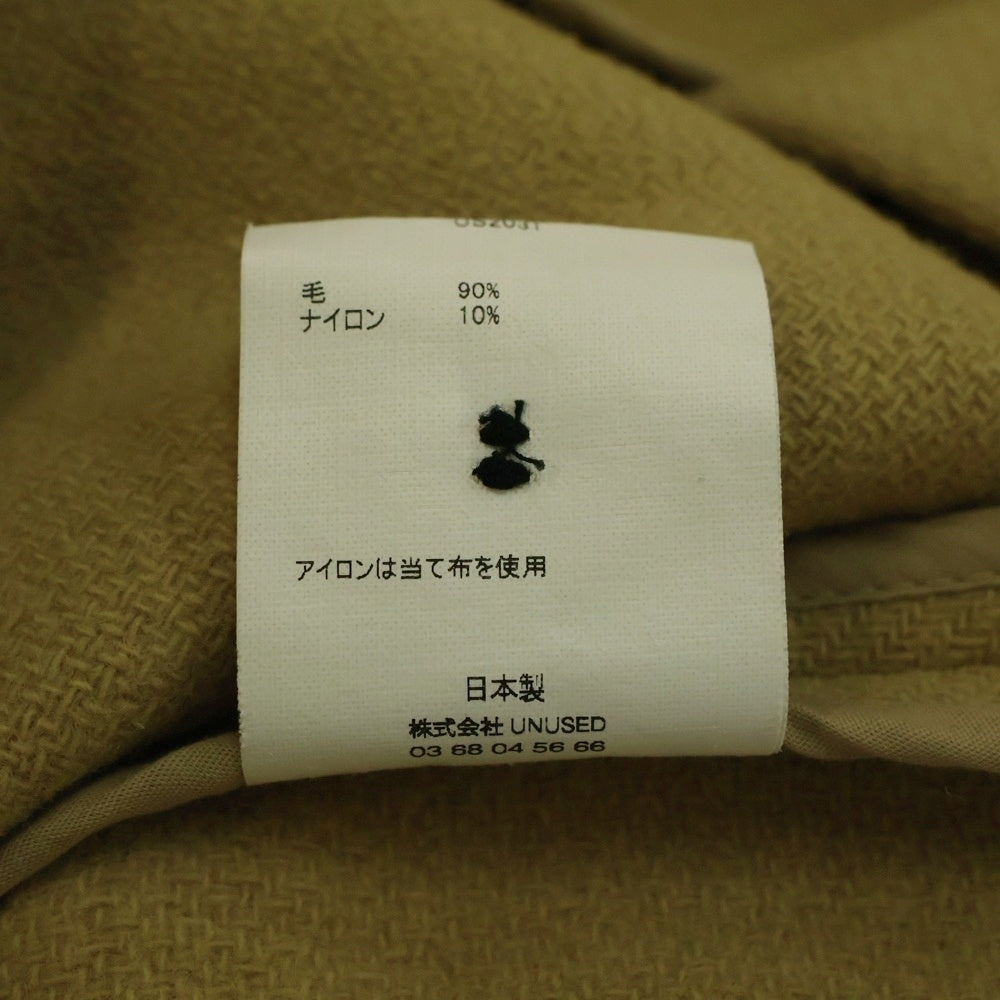 US2031
毛 90%
ナイロン 10%
アイロンは当て布を使用
日本製
株式会社 UNUSED
03 68 04 56 66